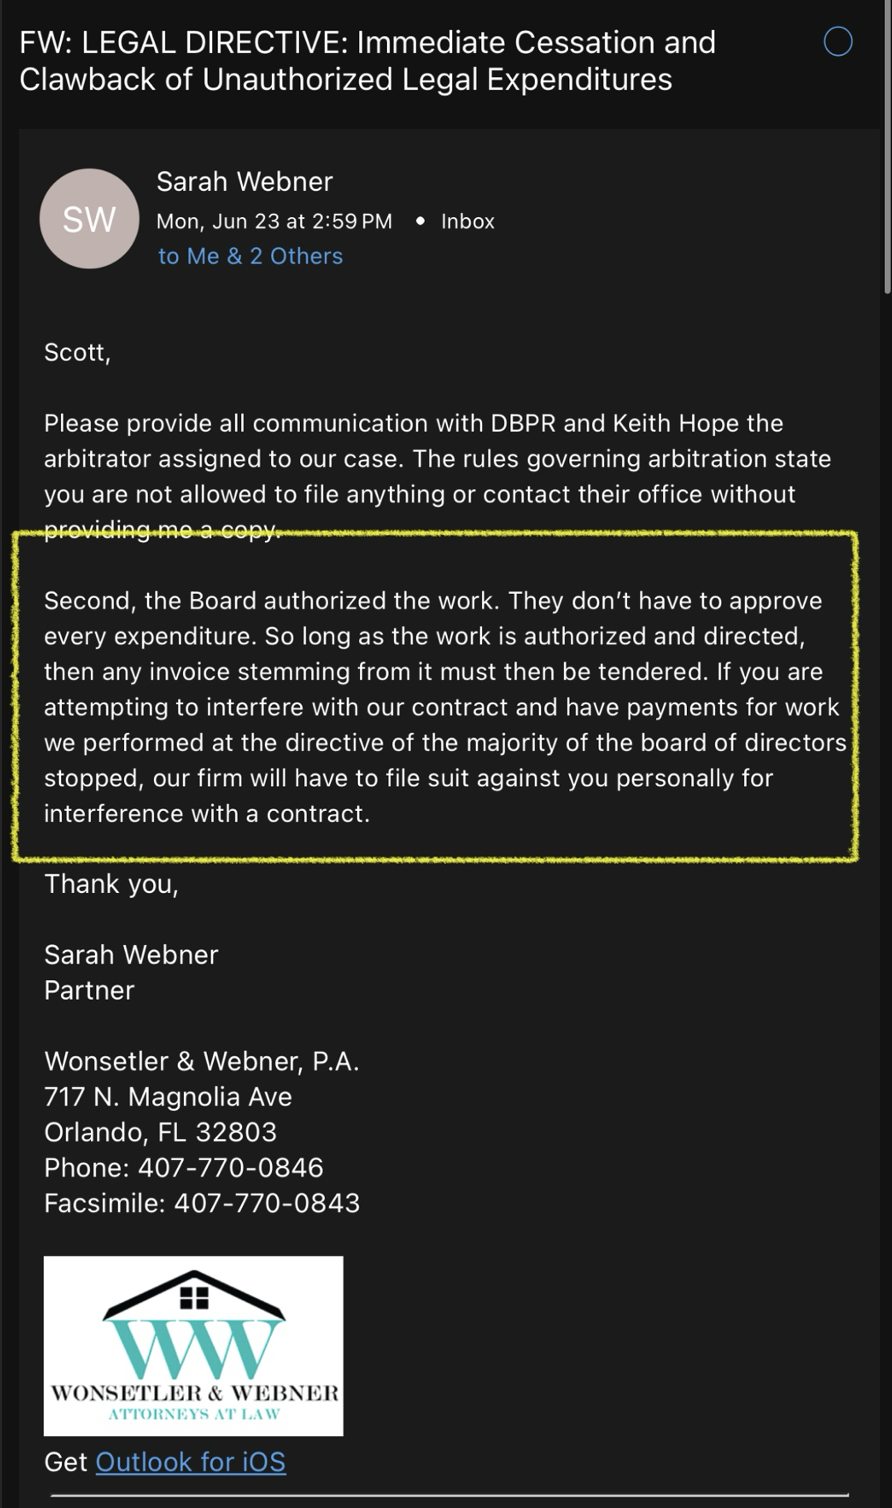 FW: LEGAL DIRECTIVE: Immediate Cessation and
Clawback of Unauthorized Legal Expenditures
SW
Sarah Webner
Mon, Jun 23 at 2:59 PM • Inbox
to Me & 2 Others
Scott,
Please provide all communication with DBPR and Keith Hope the
arbitrator assigned to our case. The rules governing arbitration state
you are not allowed to file anything or contact their office without
providing me a copy.
Second, the Board authorized the work. They don’t have to approve
every expenditure. So long as the work is authorized and directed,
then any invoice stemming from it must then be tendered. If you are
attempting to interfere with our contract and have payments for work
we performed at the directive of the majority of the board of directors
stopped, our firm will have to file suit against you personally for
interference with a contract.
Thank you,
Sarah Webner
Partner
Wonsetler & Webner, P.A.
717 N. Magnolia Ave
Orlando, FL 32803
Phone: 407-770-0846
Facsimile: 407-770-0843
WW
WONSETLER & WEBNER
ATTORNEYS AT LAW
Get Outlook for iOS